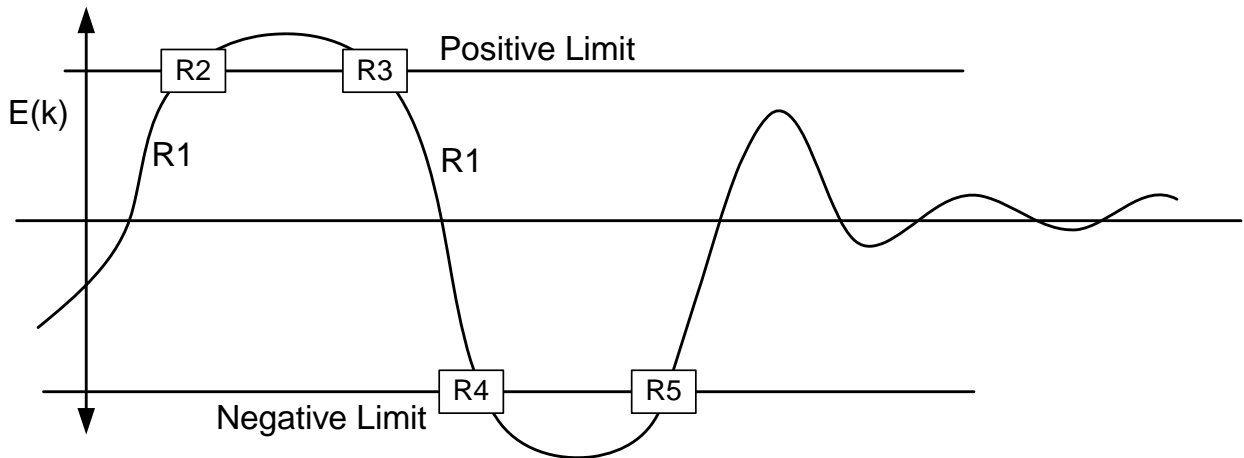 Positive Limit
R2
R3
E(k)
R1
R1
R4
R5
Negative Limit